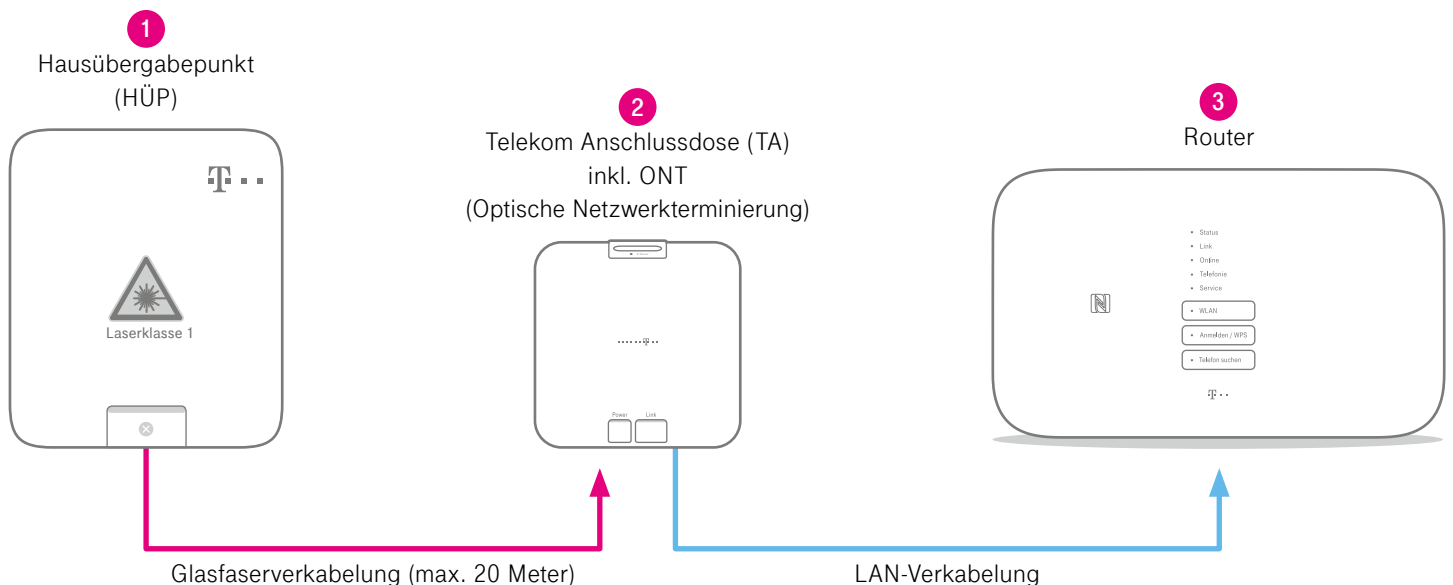 1
Hausübergabepunkt
(HÜP)
T
Laserklasse 1
2
Telekom Anschlussdose (TA)
inkl. ONT
(Optische Netzwerkterminierung)
T
Power Link
3
Router
Status
Link
Online
Telefonie
Service
WLAN
Anmelden / WPS
Telefon suchen
T
Glasfaserverkabelung (max. 20 Meter)
LAN-Verkabelung